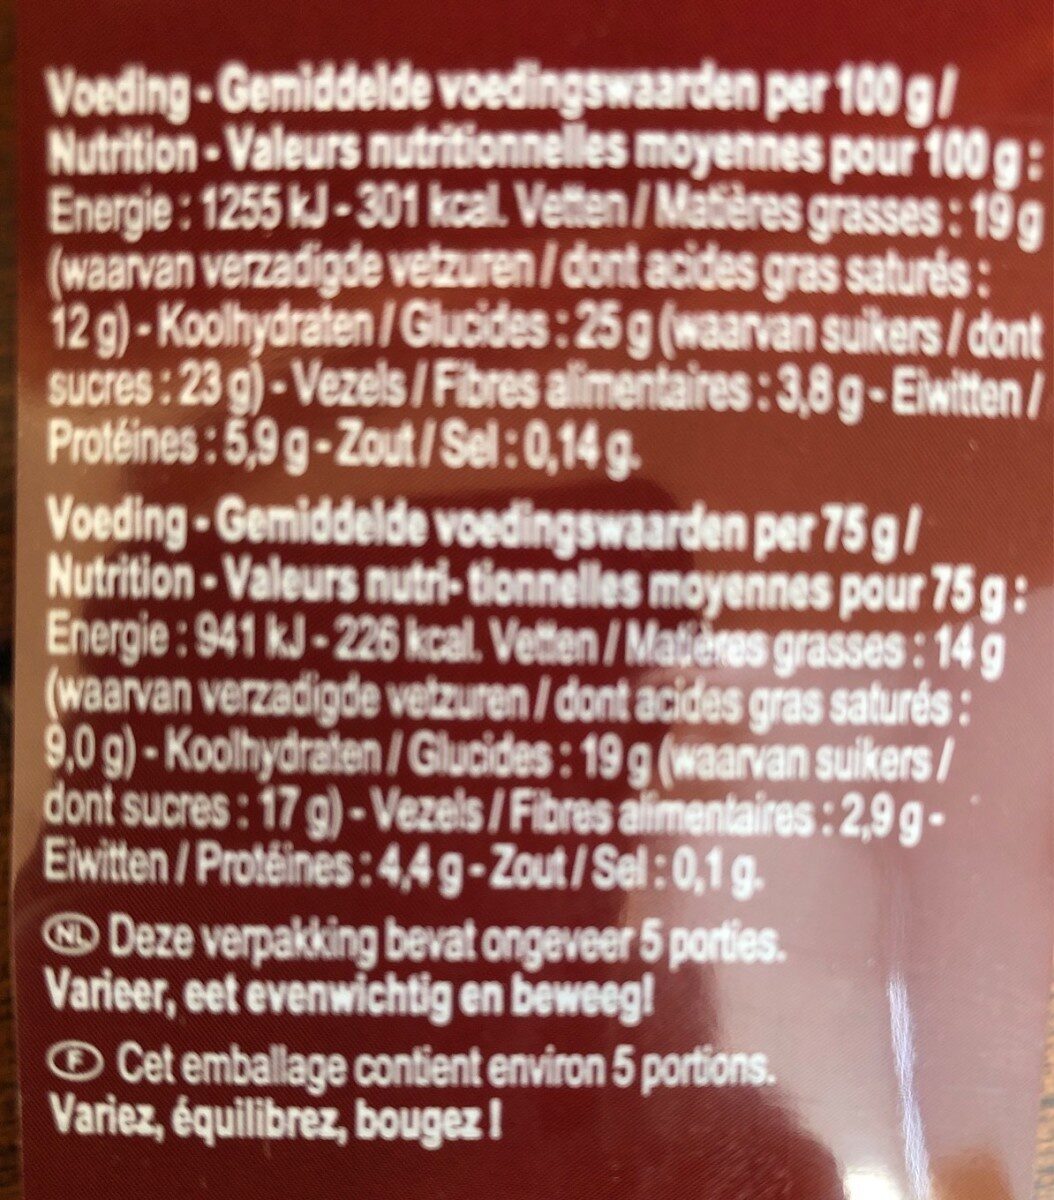 Voeding - Gemiddelde voedingswaarden per 100 g /
Nutrition - Valeurs nutritionnelles moyennes pour 100 g :
Energie : 1255 kJ - 301 kcal. Vetten / Matières grasses : 19 g
(waarvan verzadigde vetzuren / dont acides gras saturés :
12 g) - Koolhydraten / Glucides : 25 g (waarvan suikers / dont
sucres : 23 g) - Vezels / Fibres alimentaires : 3,8 g - Eiwitten /
Protéines : 5,9 g - Zout / Sel : 0,14 g.
Voeding - Gemiddelde voedingswaarden per 75 g /
Nutrition - Valeurs nutri- tionnelles moyennes pour 75 g :
Energie : 941 kJ - 226 kcal. Vetten / Matières grasses : 14 g
(waarvan verzadigde vetzuren / dont acides gras saturés :
9,0 g) - Koolhydraten / Glucides : 19 g (waarvan suikers /
dont sucres : 17 g) - Vezels / Fibres alimentaires : 2,9 g -
Eiwitten / Protéines : 4,4 g - Zout / Sel : 0,1 g.
NL Deze verpakking bevat ongeveer 5 porties.
Varieer, eet evenwichtig en beweeg!
F Cet emballage contient environ 5 portions.
Variez, équilibrez, bougez !